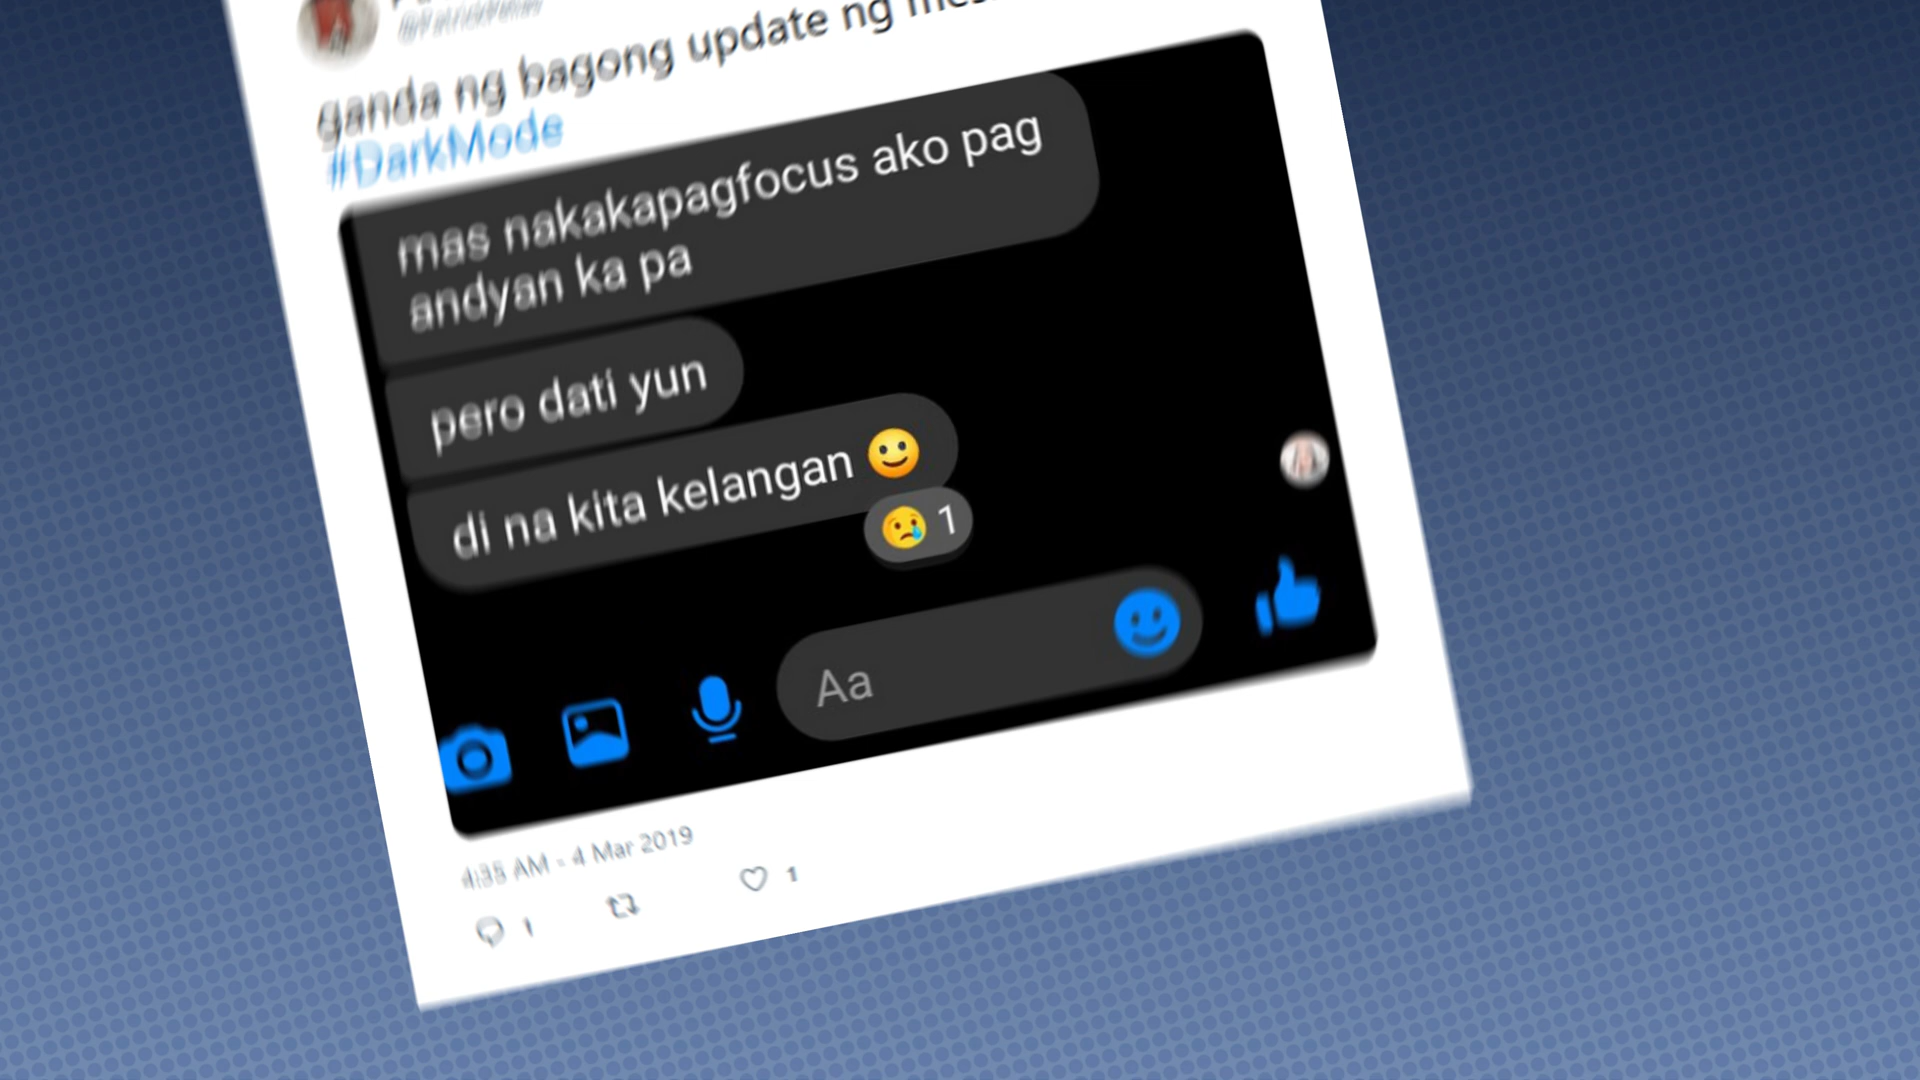 ganda ng bagong update ng
#DarkMode
mas nakakapagfocus ako pag
andyan ka pa
pero dati yun
di na kita kelangan 🙂
😢 1
Aa
4:35 AM - 4 Mar 2019
1
1